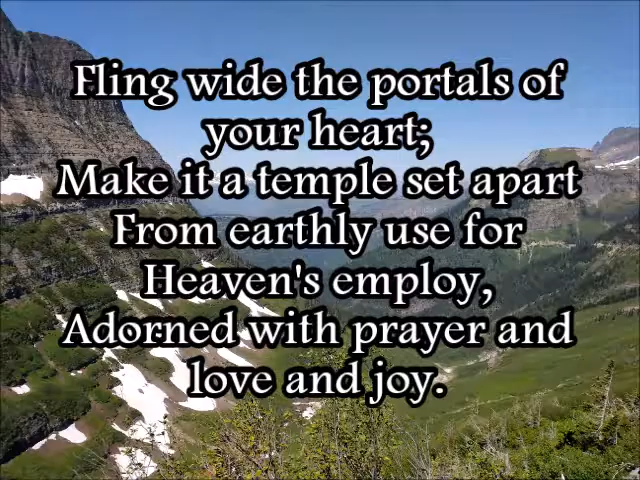 Fling wide the portals of
your heart;
Make it a temple set apart
From earthly use for
Heaven's employ,
Adorned with prayer and
love and joy.